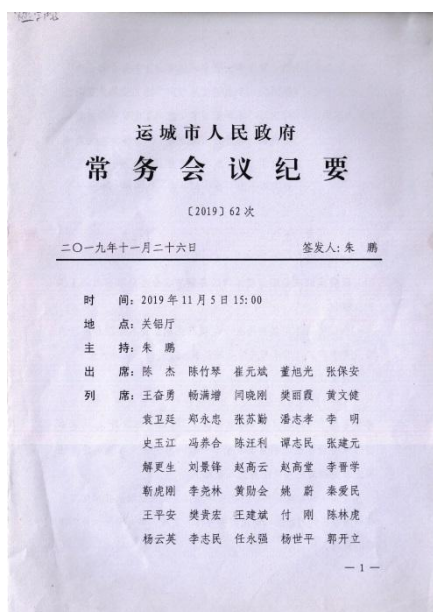 运城市人民政府
常务会议纪要
〔2019〕62次
二〇一九年十一月二十六日 签发人:朱 鹏
时 间:2019年11月5日15:00
地 点:关铝厅
主 持:朱 鹏
出 席:陈 杰 陈竹琴 崔元斌 董旭光 张保安
列 席:王奋勇 杨满增 闫晓刚 樊丽霞 黄文健
袁卫延 郑永忠 张苏勤 潘志孝 李 明
史玉江 冯养合 陈汪利 谭志民 张建元
解更生 刘景锋 赵高云 赵高堂 李晋学
靳虎刚 李尧林 黄勋会 姚 蔚 秦爱民
王平安 樊贵宏 王建斌 付 刚 陈林虎
杨云英 李志民 任永强 杨世平 郭开立
— 1 —